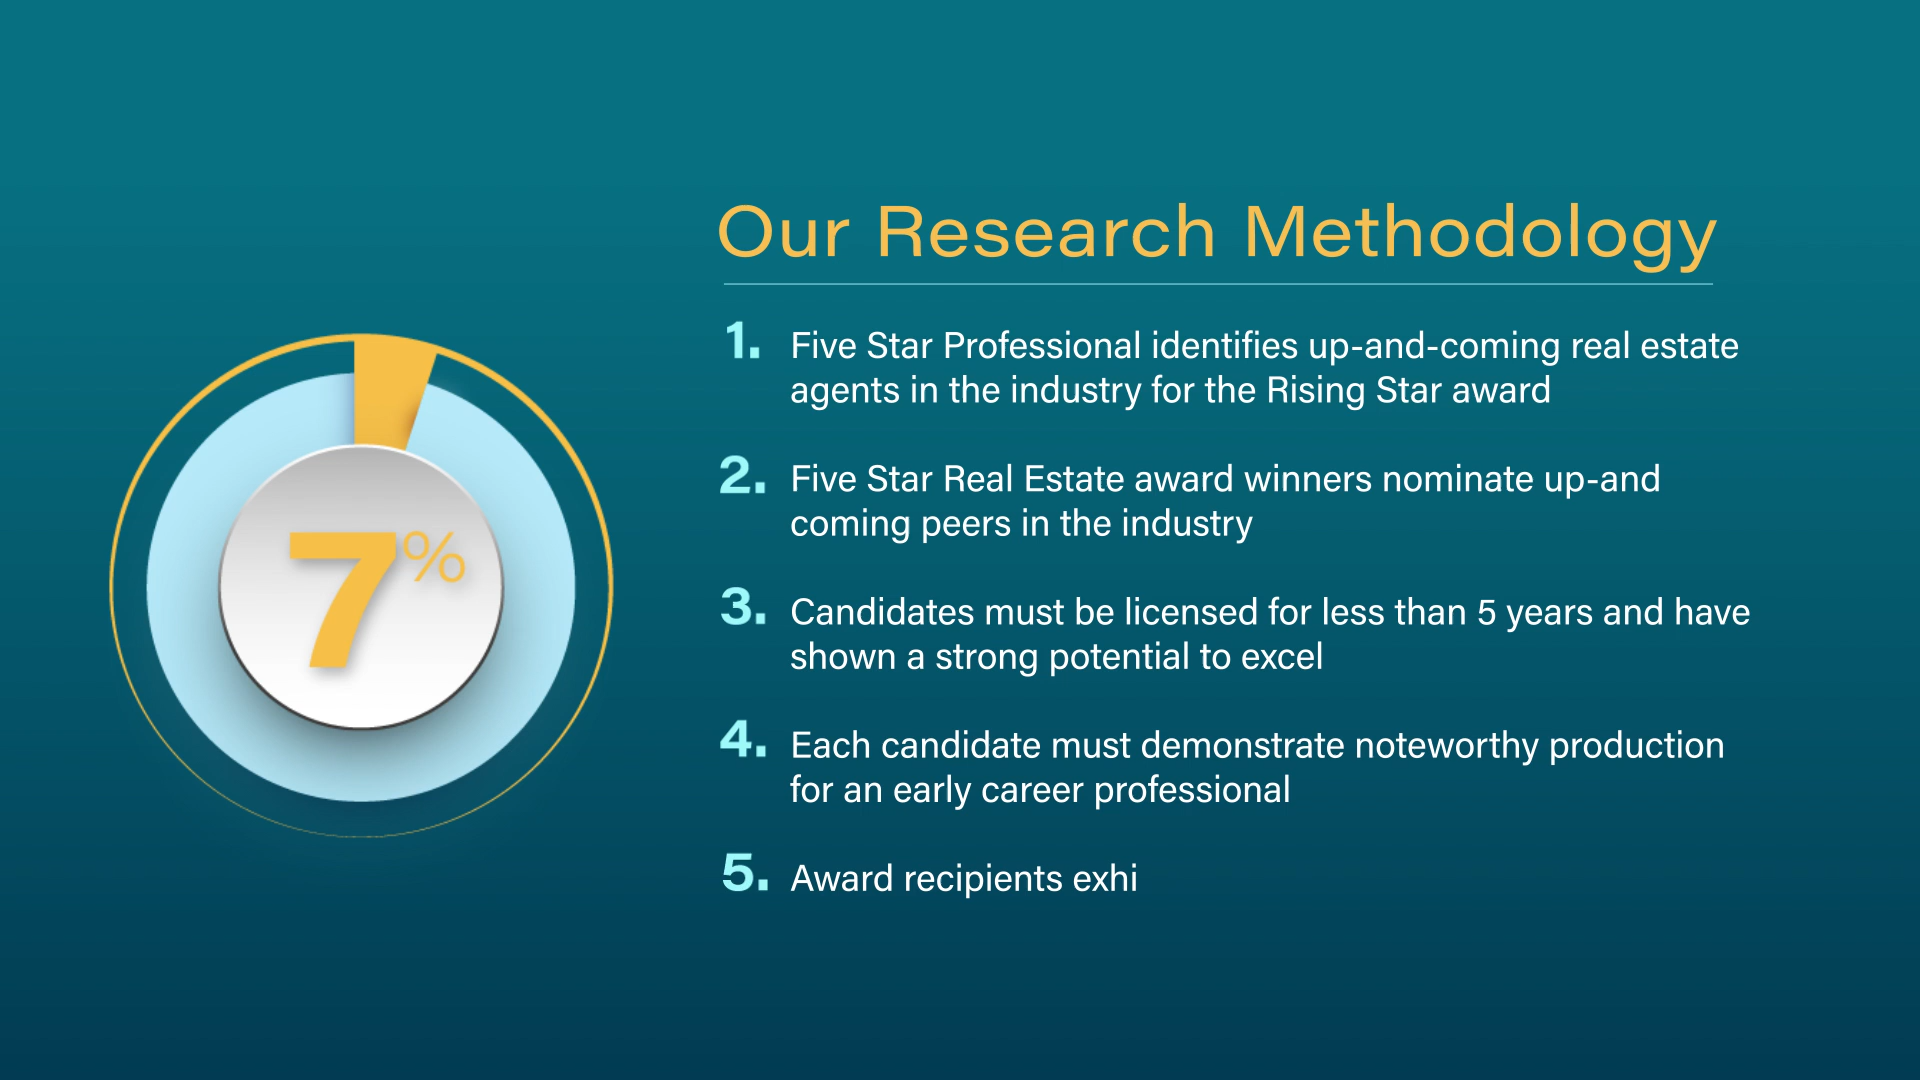 Our Research Methodology
1. Five Star Professional identifies up-and-coming real estate
agents in the industry for the Rising Star award
2. Five Star Real Estate award winners nominate up-and
coming peers in the industry
3. Candidates must be licensed for less than 5 years and have
shown a strong potential to excel
4. Each candidate must demonstrate noteworthy production
for an early career professional
5. Award recipients exhi
7%